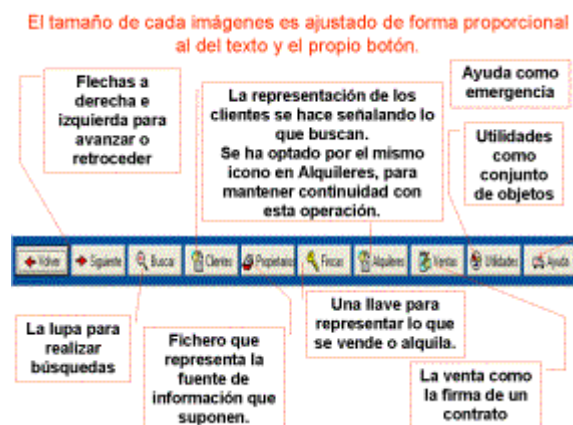 El tamaño de cada imágenes es ajustado de forma proporcional
al del texto y el propio botón.
Flechas a
derecha e
izquierda para
avanzar o
retroceder
La representación de los
clientes se hace señalando lo
que buscan.
Se ha optado por el mismo
icono en Alquileres, para
mantener continuidad con
esta operación.
Ayuda como
emergencia
Utilidades
como
conjunto
de objetos
Volver
Siguiente
Buscar
Clientes
Propietarios
Fincas
Alquileres
Ventas
Utilidades
Ayuda
La lupa para
realizar
búsquedas
Fichero que
representa la
fuente de
información que
suponen.
Una llave para
representar lo que
se vende o alquila.
La venta como
la firma de un
contrato